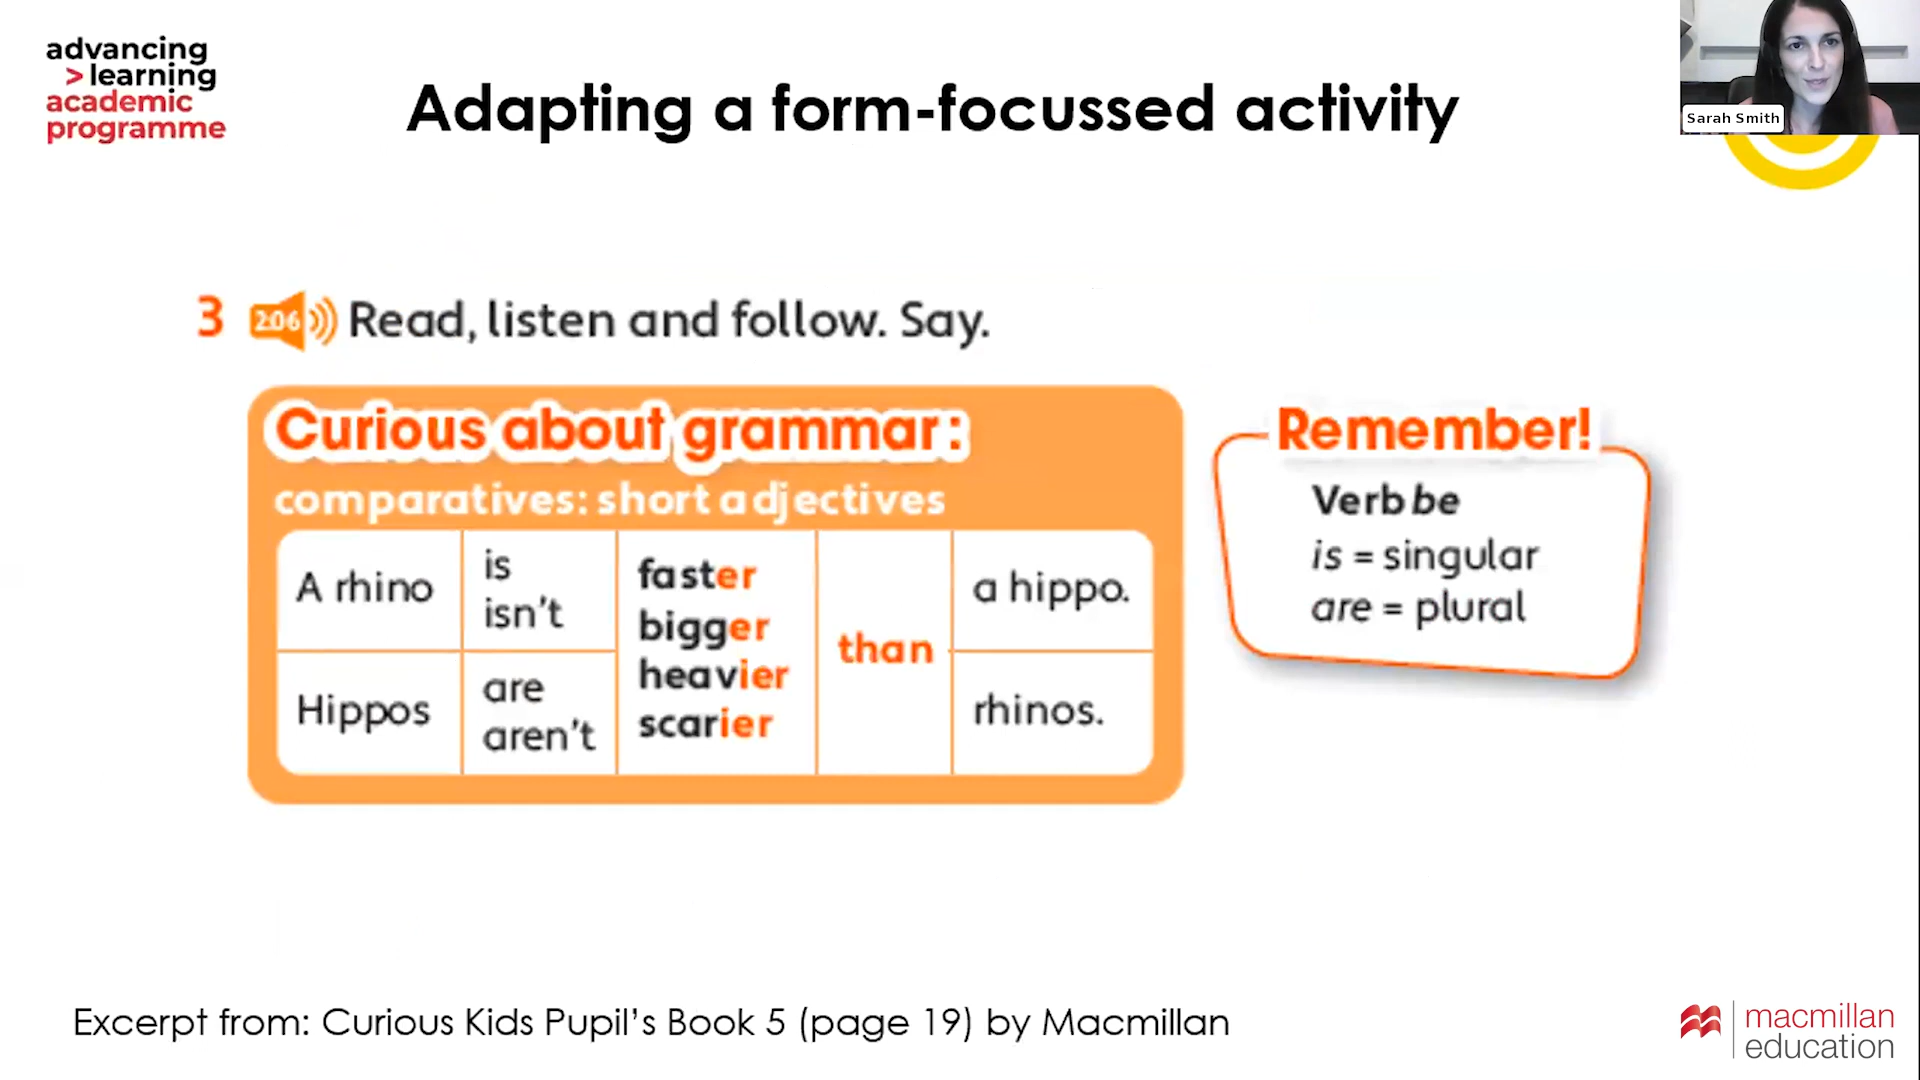 advancing
>learning
academic
programme
Adapting a form-focussed activity
Sarah Smith
3 2.06 Read, listen and follow. Say.
Curious about grammar:
comparatives: short adjectives
A rhino
is
isn't
Hippos
are
aren't
faster
bigger
heavier
scarier
than
a hippo.
rhinos.
Remember!
Verb be
is = singular
are = plural
Excerpt from: Curious Kids Pupil's Book 5 (page 19) by Macmillan
macmillan
education